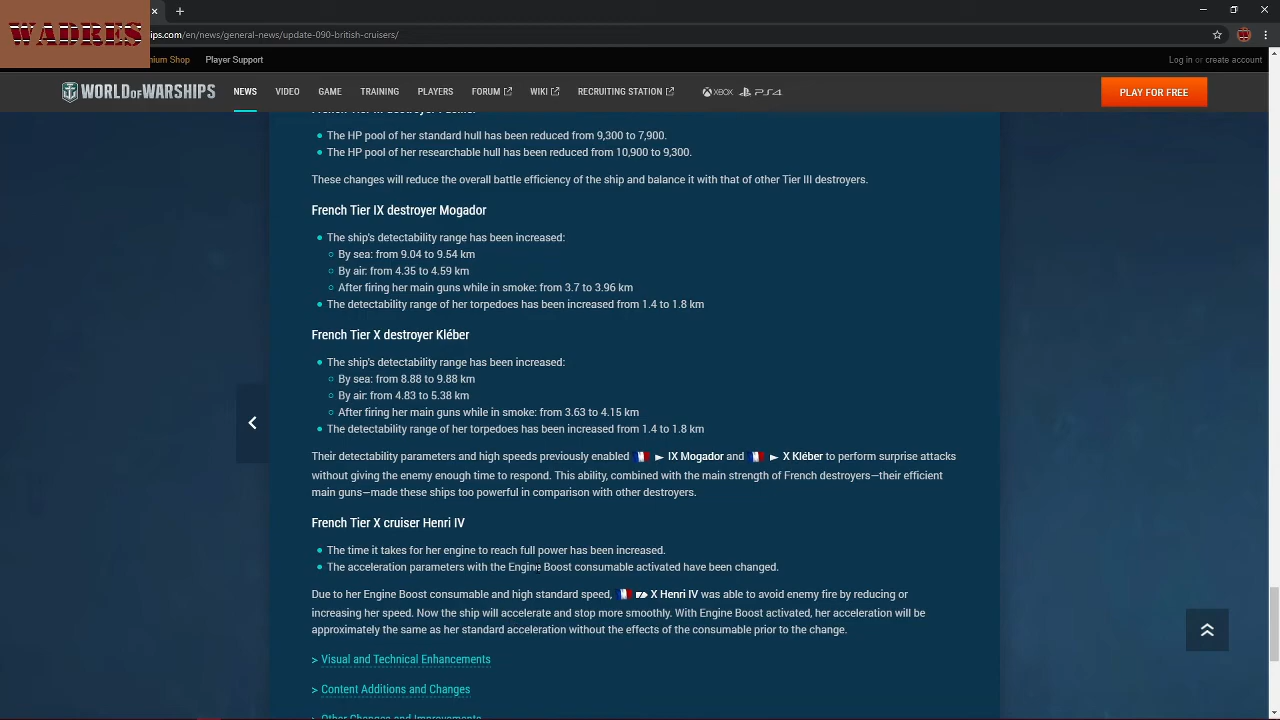 WADRES
ps.com/en/news/general-news/update-090-british-cruisers/
nium Shop
Player Support
Log in or create account
WORLD OF WARSHIPS
NEWS
VIDEO
GAME
TRAINING
PLAYERS
FORUM
WIKI
RECRUITING STATION
XBOX
PS4
PLAY FOR FREE
The HP pool of her standard hull has been reduced from 9,300 to 7,900.
The HP pool of her researchable hull has been reduced from 10,900 to 9,300.
These changes will reduce the overall battle efficiency of the ship and balance it with that of other Tier III destroyers.
French Tier IX destroyer Mogador
The ship's detectability range has been increased:
By sea: from 9.04 to 9.54 km
By air: from 4.35 to 4.59 km
After firing her main guns while in smoke: from 3.7 to 3.96 km
The detectability range of her torpedoes has been increased from 1.4 to 1.8 km
French Tier X destroyer Kléber
The ship's detectability range has been increased:
By sea: from 8.88 to 9.88 km
By air: from 4.83 to 5.38 km
After firing her main guns while in smoke: from 3.63 to 4.15 km
The detectability range of her torpedoes has been increased from 1.4 to 1.8 km
Their detectability parameters and high speeds previously enabled IX Mogador and X Kléber to perform surprise attacks
without giving the enemy enough time to respond. This ability, combined with the main strength of French destroyers—their efficient
main guns—made these ships too powerful in comparison with other destroyers.
French Tier X cruiser Henri IV
The time it takes for her engine to reach full power has been increased.
The acceleration parameters with the Engine Boost consumable activated have been changed.
Due to her Engine Boost consumable and high standard speed, X Henri IV was able to avoid enemy fire by reducing or
increasing her speed. Now the ship will accelerate and stop more smoothly. With Engine Boost activated, her acceleration will be
approximately the same as her standard acceleration without the effects of the consumable prior to the change.
> Visual and Technical Enhancements
> Content Additions and Changes
> Other Changes and Improvements